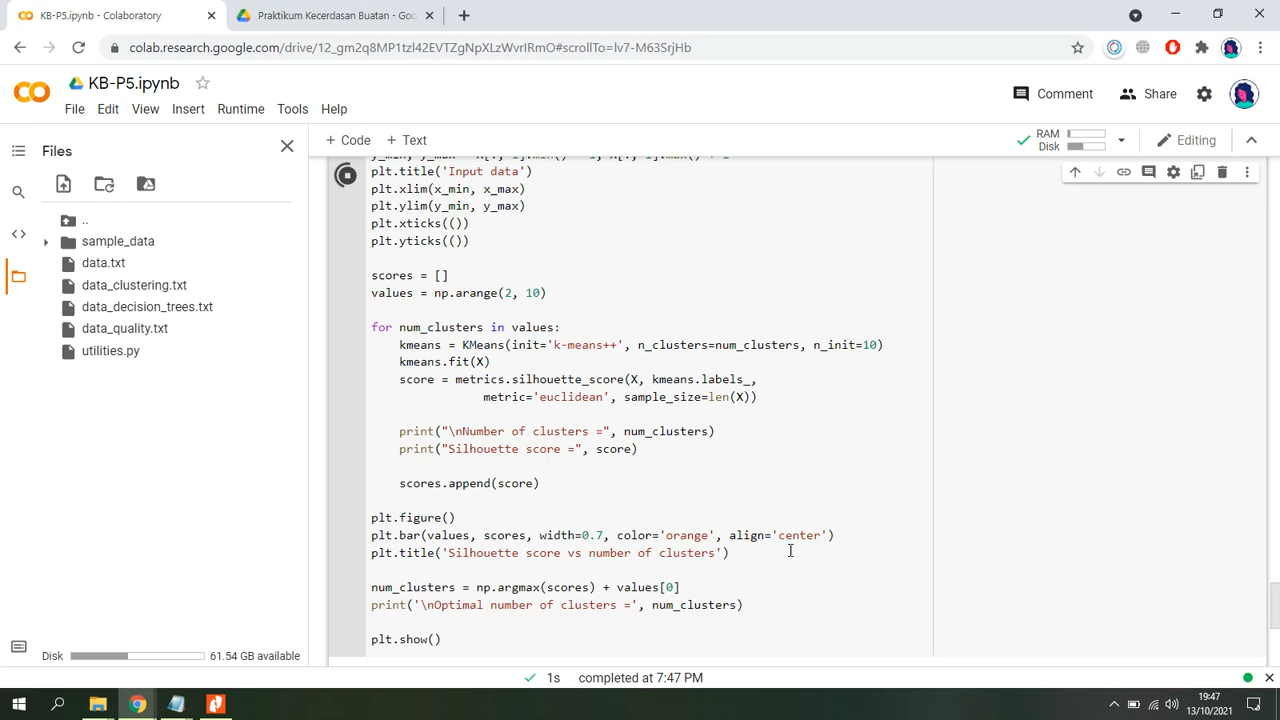 KB-P5.ipynb - Colaboratory
Praktikum Kecerdasan Buatan - Goo
colab.research.google.com/drive/12_gm2q8MP1tzl42EVTZgNpXLzWvrlRmO#scrollTo=lv7-M63SrjHb
KB-P5.ipynb
File Edit View Insert Runtime Tools Help
Comment
Share
Files
+ Code + Text
RAM
Disk
Editing
plt.title('Input data')
plt.xlim(x_min, x_max)
plt.ylim(y_min, y_max)
plt.xticks(())
plt.yticks(())
scores = []
values = np.arange(2, 10)
for num_clusters in values:
kmeans = KMeans(init='k-means++', n_clusters=num_clusters, n_init=10)
kmeans.fit(X)
score = metrics.silhouette_score(X, kmeans.labels_,
metric='euclidean', sample_size=len(X))
print("\nNumber of clusters =", num_clusters)
print("Silhouette score =", score)
scores.append(score)
plt.figure()
plt.bar(values, scores, width=0.7, color='orange', align='center')
plt.title('Silhouette score vs number of clusters')
num_clusters = np.argmax(scores) + values[0]
print('\nOptimal number of clusters =', num_clusters)
plt.show()
..
sample_data
data.txt
data_clustering.txt
data_decision_trees.txt
data_quality.txt
utilities.py
Disk
61.54 GB available
1s completed at 7:47 PM
19:47
13/10/2021